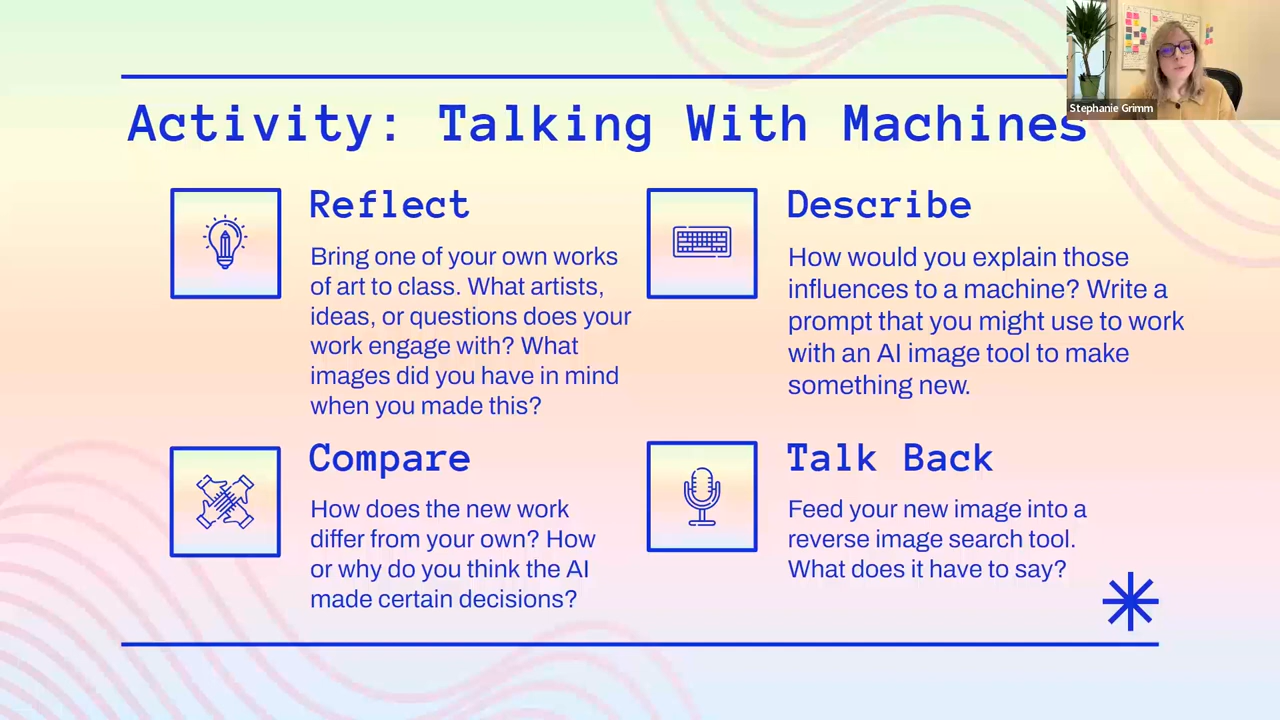 Activity: Talking With Machines
Stephanie Grimm
Reflect
Bring one of your own works
of art to class. What artists,
ideas, or questions does your
work engage with? What
images did you have in mind
when you made this?
Describe
How would you explain those
influences to a machine? Write a
prompt that you might use to work
with an AI image tool to make
something new.
Compare
How does the new work
differ from your own? How
or why do you think the AI
made certain decisions?
Talk Back
Feed your new image into a
reverse image search tool.
What does it have to say?